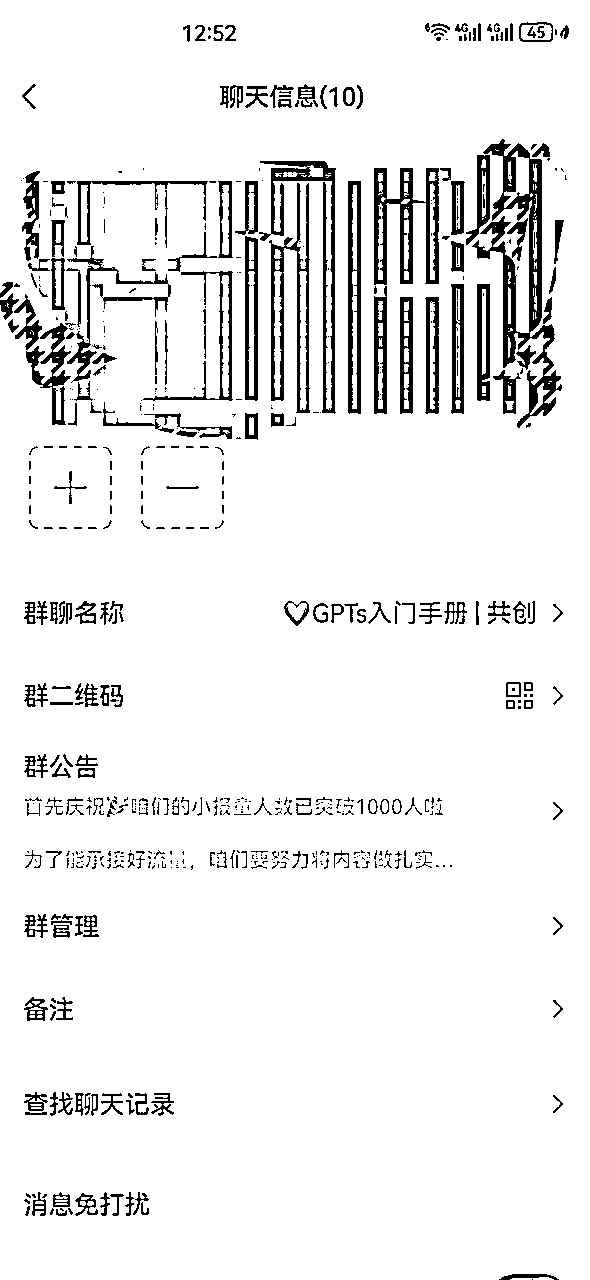 12:52
4G 4G 45
聊天信息(10)
群聊名称 ♡GPTs入门手册 | 共创
群二维码
群公告
首先庆祝🎉咱们的小报童人数已突破1000人啦
为了能承接好流量，咱们要努力将内容做扎实...
群管理
备注
查找聊天记录
消息免打扰